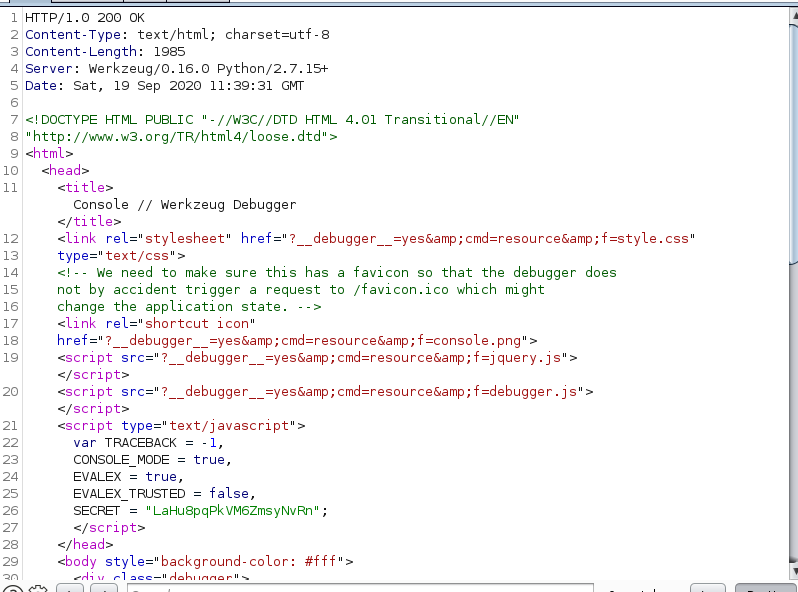 1 HTTP/1.0 200 OK
2 Content-Type: text/html; charset=utf-8
3 Content-Length: 1985
4 Server: Werkzeug/0.16.0 Python/2.7.15+
5 Date: Sat, 19 Sep 2020 11:39:31 GMT
6
7 <!DOCTYPE HTML PUBLIC "-//W3C//DTD HTML 4.01 Transitional//EN"
8 "http://www.w3.org/TR/html4/loose.dtd">
9 <html>
10 <head>
11 <title>
Console // Werkzeug Debugger
</title>
12 <link rel="stylesheet" href="?__debugger__=yes&amp;cmd=resource&amp;f=style.css"
13 type="text/css">
14 <!-- We need to make sure this has a favicon so that the debugger does
15 not by accident trigger a request to /favicon.ico which might
16 change the application state. -->
17 <link rel="shortcut icon"
18 href="?__debugger__=yes&amp;cmd=resource&amp;f=console.png">
19 <script src="?__debugger__=yes&amp;cmd=resource&amp;f=jquery.js">
</script>
20 <script src="?__debugger__=yes&amp;cmd=resource&amp;f=debugger.js">
</script>
21 <script type="text/javascript">
22 var TRACEBACK = -1,
23 CONSOLE_MODE = true,
24 EVALEX = true,
25 EVALEX_TRUSTED = false,
26 SECRET = "LaHu8pqPkVM6ZmsyNvRn";
27 </script>
28 </head>
29 <body style="background-color: #fff">
30 <div class="debugger">